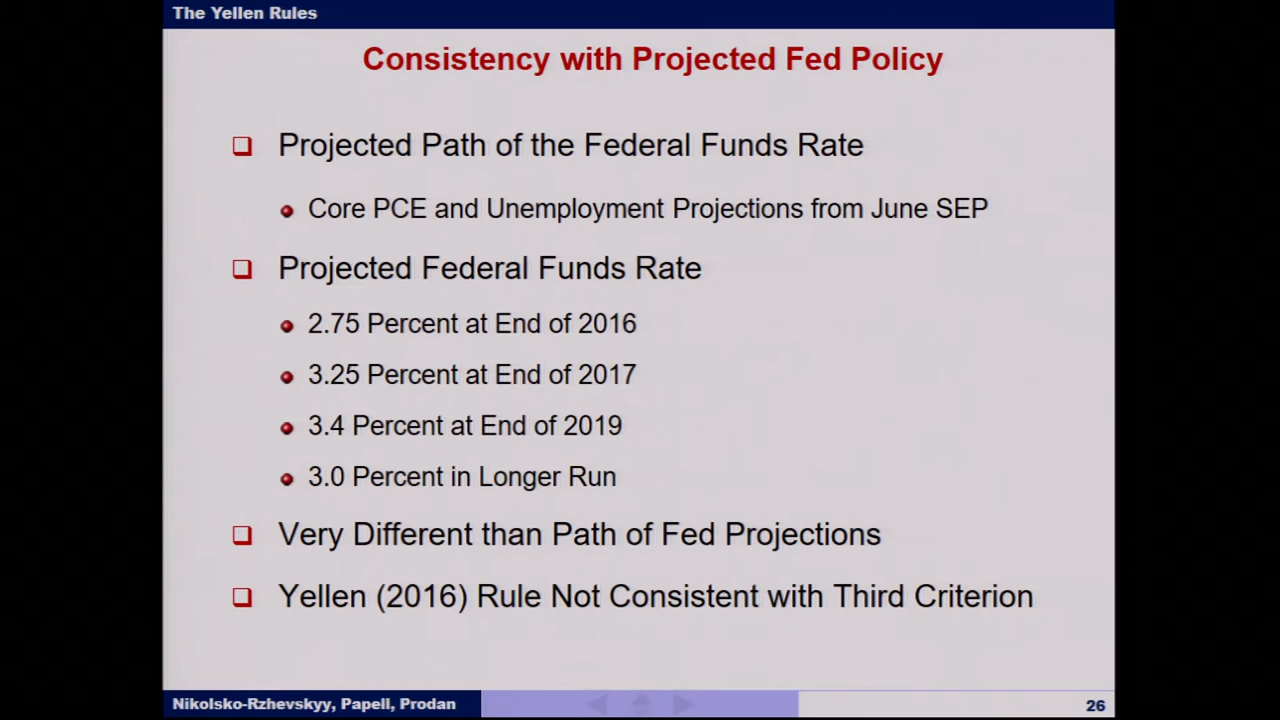 The Yellen Rules
Consistency with Projected Fed Policy
Projected Path of the Federal Funds Rate
Core PCE and Unemployment Projections from June SEP
Projected Federal Funds Rate
2.75 Percent at End of 2016
3.25 Percent at End of 2017
3.4 Percent at End of 2019
3.0 Percent in Longer Run
Very Different than Path of Fed Projections
Yellen (2016) Rule Not Consistent with Third Criterion
Nikolsko-Rzhevskyy, Papell, Prodan
26